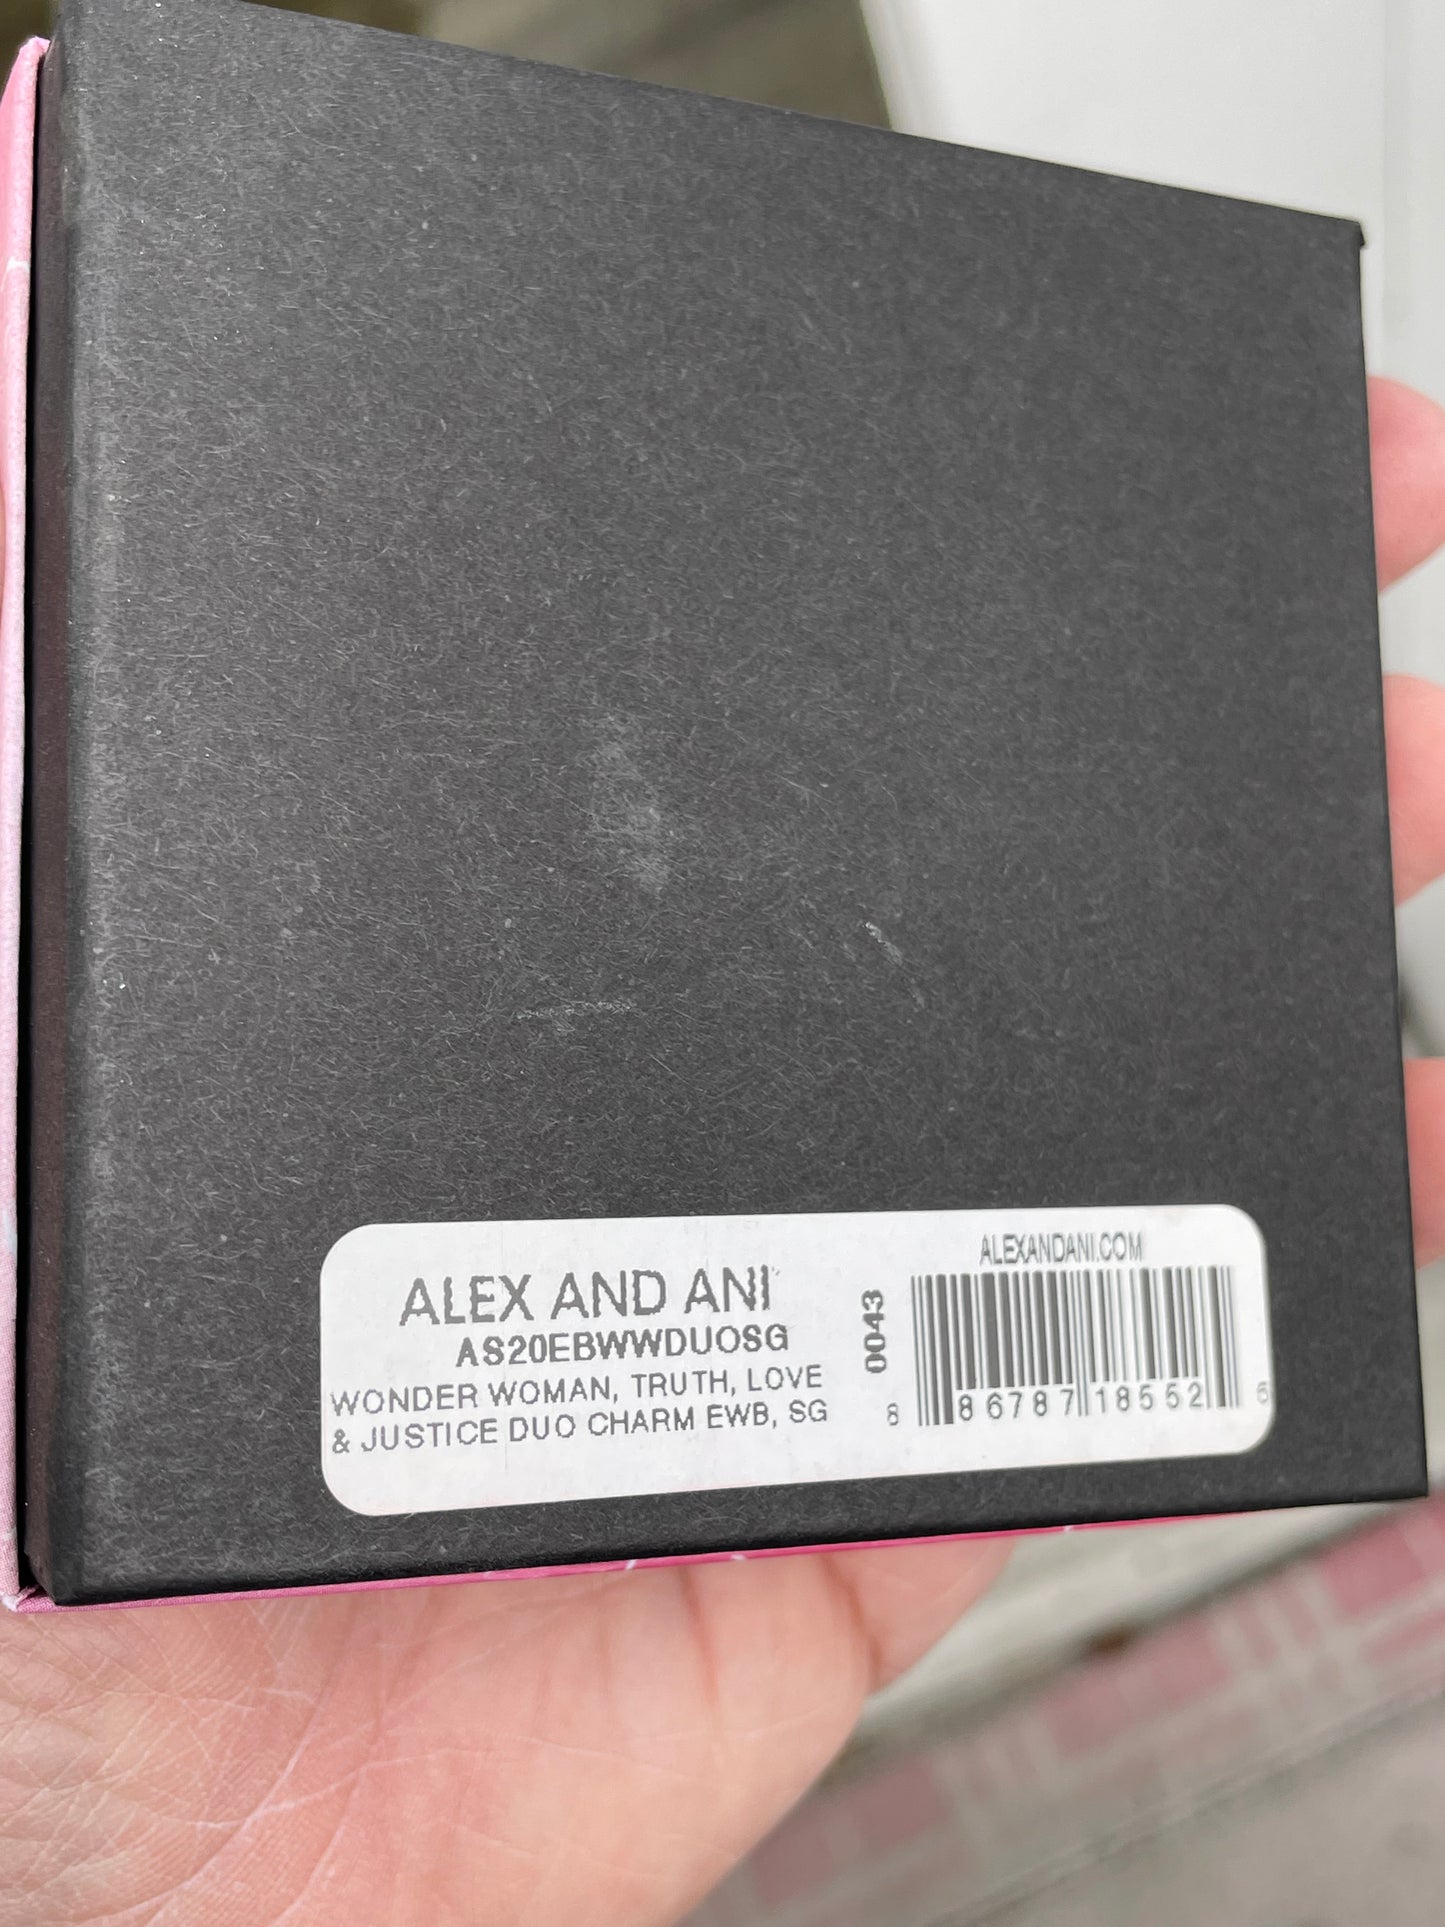 ALEX AND ANI
AS20EBWWDUOSG
WONDER WOMAN, TRUTH, LOVE
& JUSTICE DUO CHARM EWB, SG
0043
ALEXANDANI.COM
8 86787 18552 6